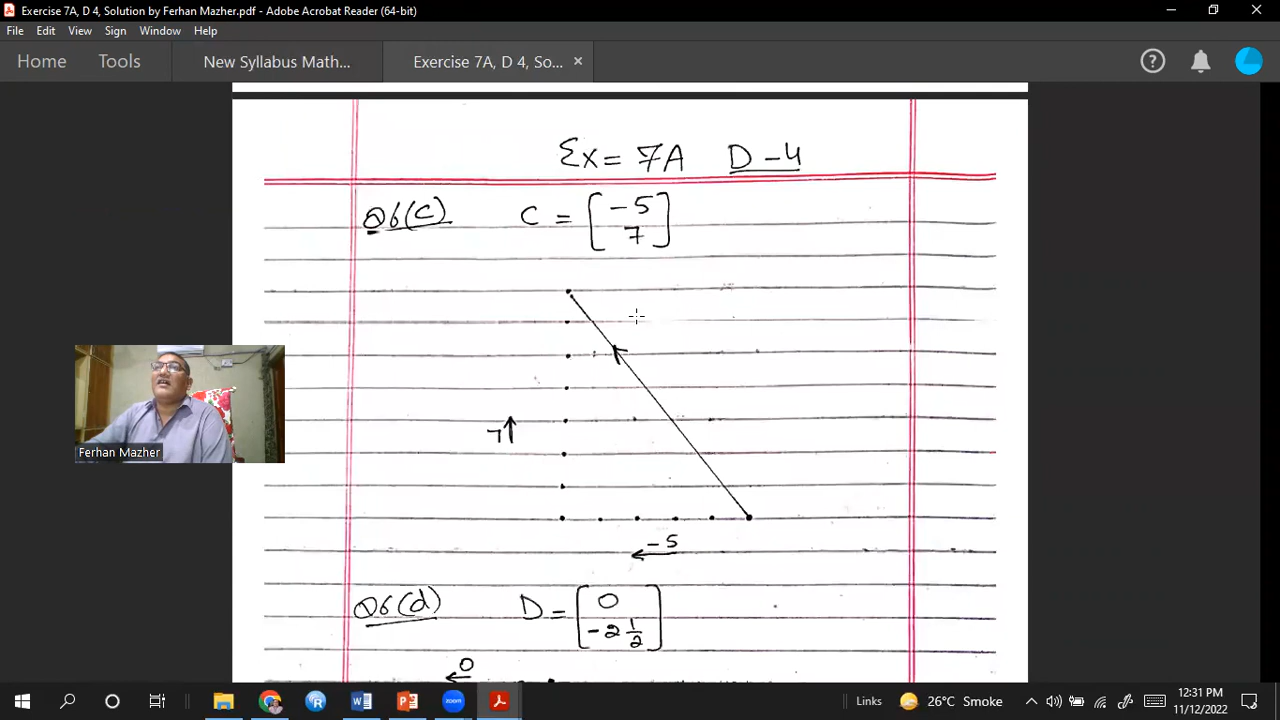 Exercise 7A, D 4, Solution by Ferhan Mazher.pdf - Adobe Acrobat Reader (64-bit)
File Edit View Sign Window Help
Home Tools New Syllabus Math... Exercise 7A, D 4, So... ×
Ex = 7A D-4
Q6(c) C = [-5
7]
7
-5
Q6(d) D = [0
-2 1/2]
0
Ferhan Mazher
Links 26°C Smoke 12:31 PM
11/12/2022